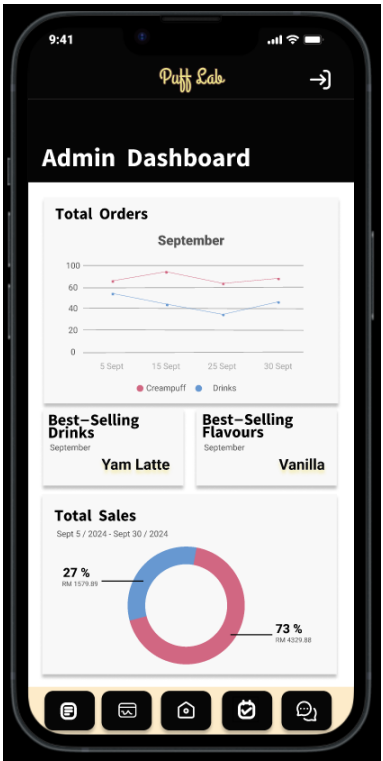 9:41
Puff Lab
Admin Dashboard
Total Orders
September
100
60
40
20
0
5 Sept 15 Sept 25 Sept 30 Sept
Creampuff Drinks
Best-Selling
Drinks
September
Yam Latte
Best-Selling
Flavours
September
Vanilla
Total Sales
Sept 5 / 2024 - Sept 30 / 2024
27 %
RM 1579.89
73 %
RM 4329.88